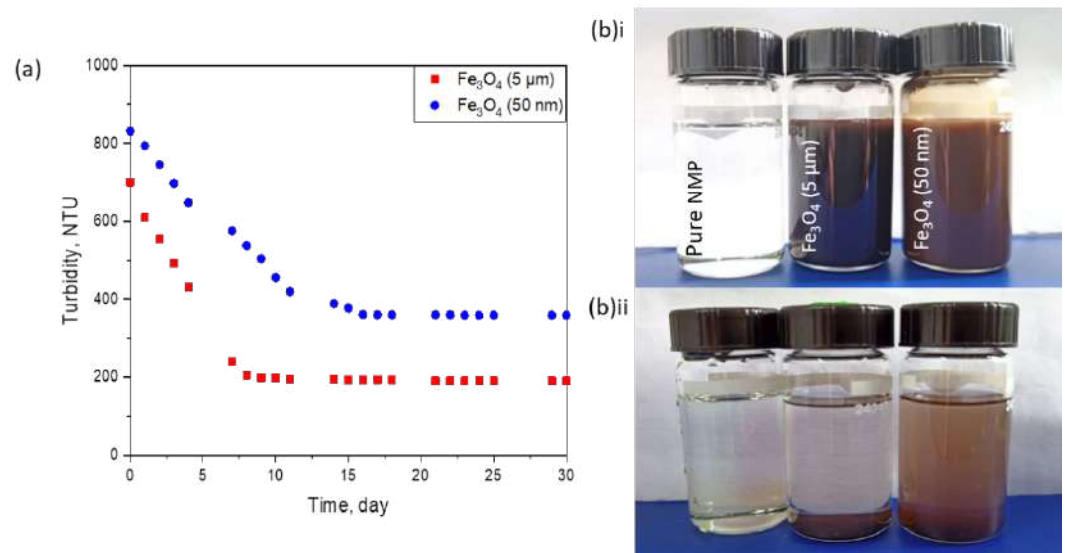 (a)
1000
800
600
400
200
0
Turbidity, NTU
0
5
10
15
20
25
30
Time, day
Fe₃O₄ (5 μm)
Fe₃O₄ (50 nm)
(b)i
Pure NMP
Fe₃O₄ (5 μm)
Fe₃O₄ (50 nm)
(b)ii